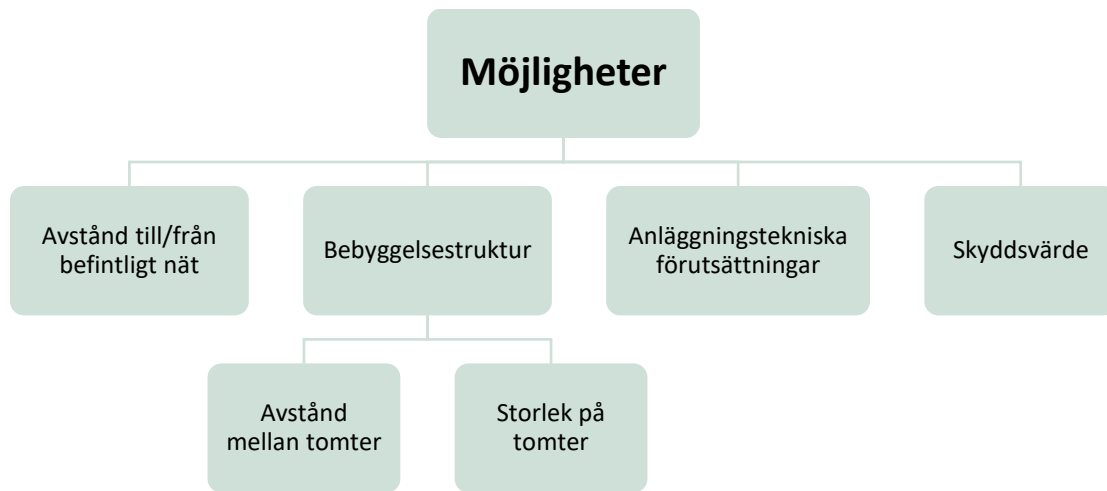 Möjligheter
Avstånd till/från
befintligt nät
Bebyggelsestruktur
Anläggningstekniska
förutsättningar
Skyddsvärde
Avstånd
mellan tomter
Storlek på
tomter